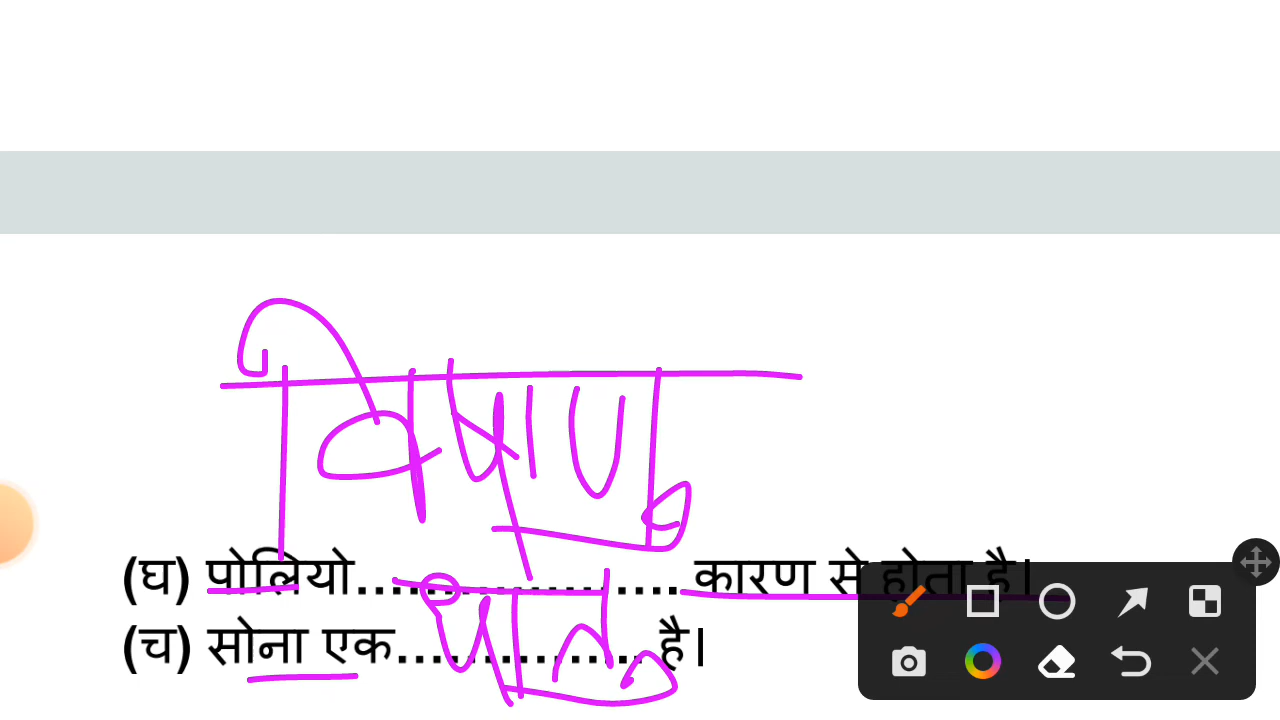 विषाणु
(घ) पोलियो.................... कारण से होता है।
(च) सोना एक............... है।
धातु